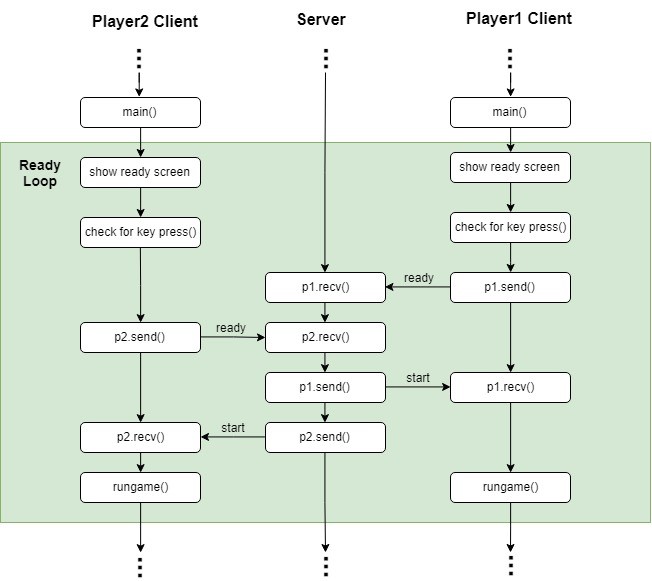 Player2 Client
Server
Player1 Client
main()
main()
Ready
Loop
show ready screen
show ready screen
check for key press()
check for key press()
p1.recv()
ready
p1.send()
p2.send()
ready
p2.recv()
p1.send()
start
p1.recv()
p2.recv()
start
p2.send()
rungame()
rungame()